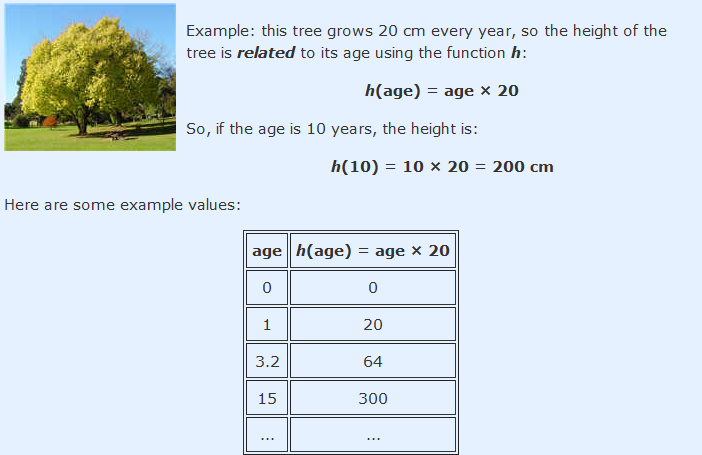 Example: this tree grows 20 cm every year, so the height of the
tree is related to its age using the function h:
h(age) = age × 20
So, if the age is 10 years, the height is:
h(10) = 10 × 20 = 200 cm
Here are some example values:
age h(age) = age × 20
0 0
1 20
3.2 64
15 300
... ...